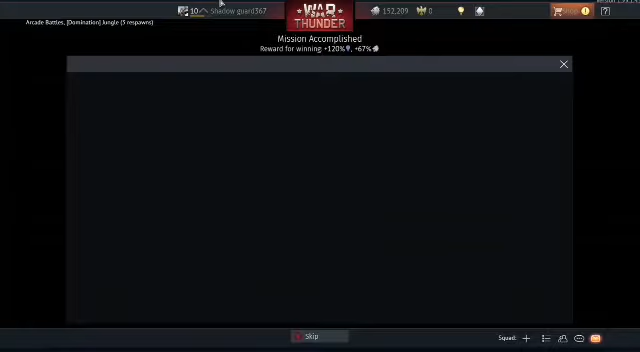 10 Shadow guard367
WAR
THUNDER
152,209
0
Arcade Battles, [Domination] Jungle (5 respawns)
Mission Accomplished
Reward for winning: +120%, +67%
Skip
Squad: